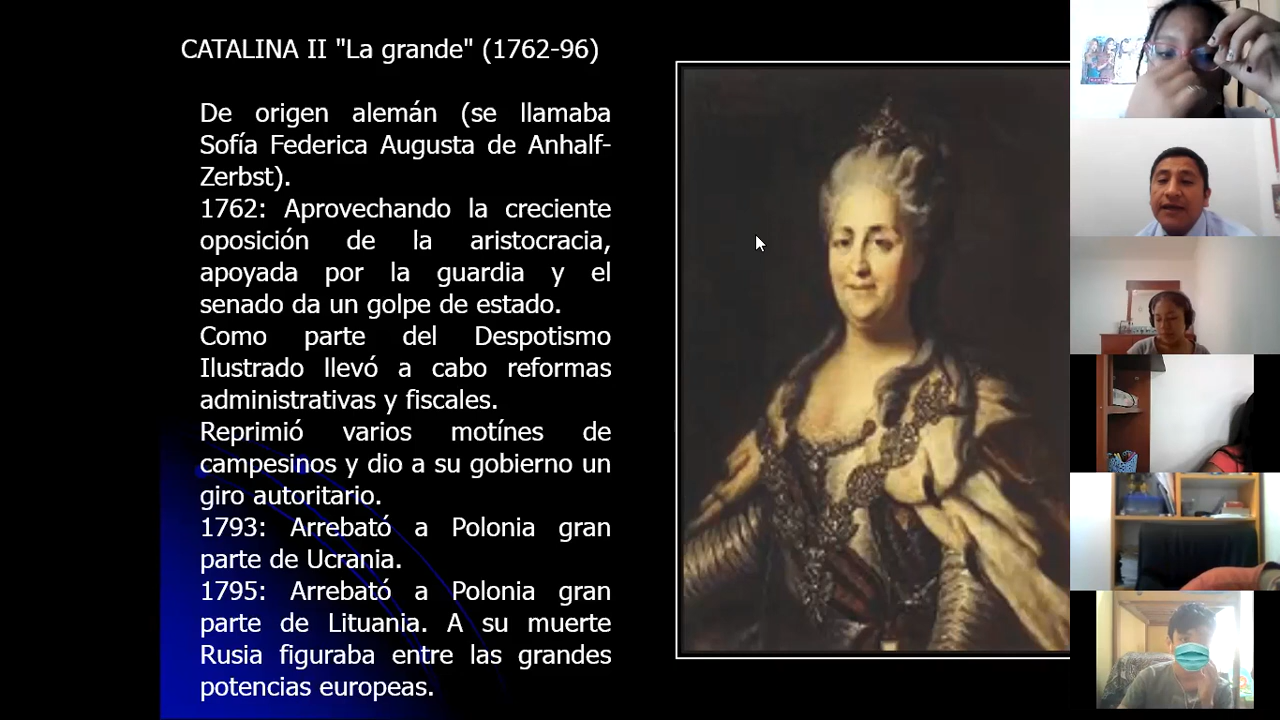 CATALINA II "La grande" (1762-96)
De origen alemán (se llamaba
Sofía Federica Augusta de Anhalf-
Zerbst).
1762: Aprovechando la creciente
oposición de la aristocracia,
apoyada por la guardia y el
senado da un golpe de estado.
Como parte del Despotismo
Ilustrado llevó a cabo reformas
administrativas y fiscales.
Reprimió varios motínes de
campesinos y dio a su gobierno un
giro autoritario.
1793: Arrebató a Polonia gran
parte de Ucrania.
1795: Arrebató a Polonia gran
parte de Lituania. A su muerte
Rusia figuraba entre las grandes
potencias europeas.